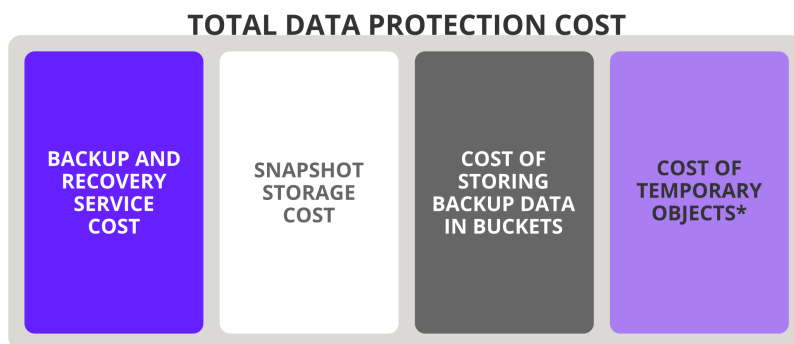 TOTAL DATA PROTECTION COST
BACKUP AND
RECOVERY
SERVICE
COST
SNAPSHOT
STORAGE
COST
COST OF
STORING
BACKUP DATA
IN BUCKETS
COST OF
TEMPORARY
OBJECTS*